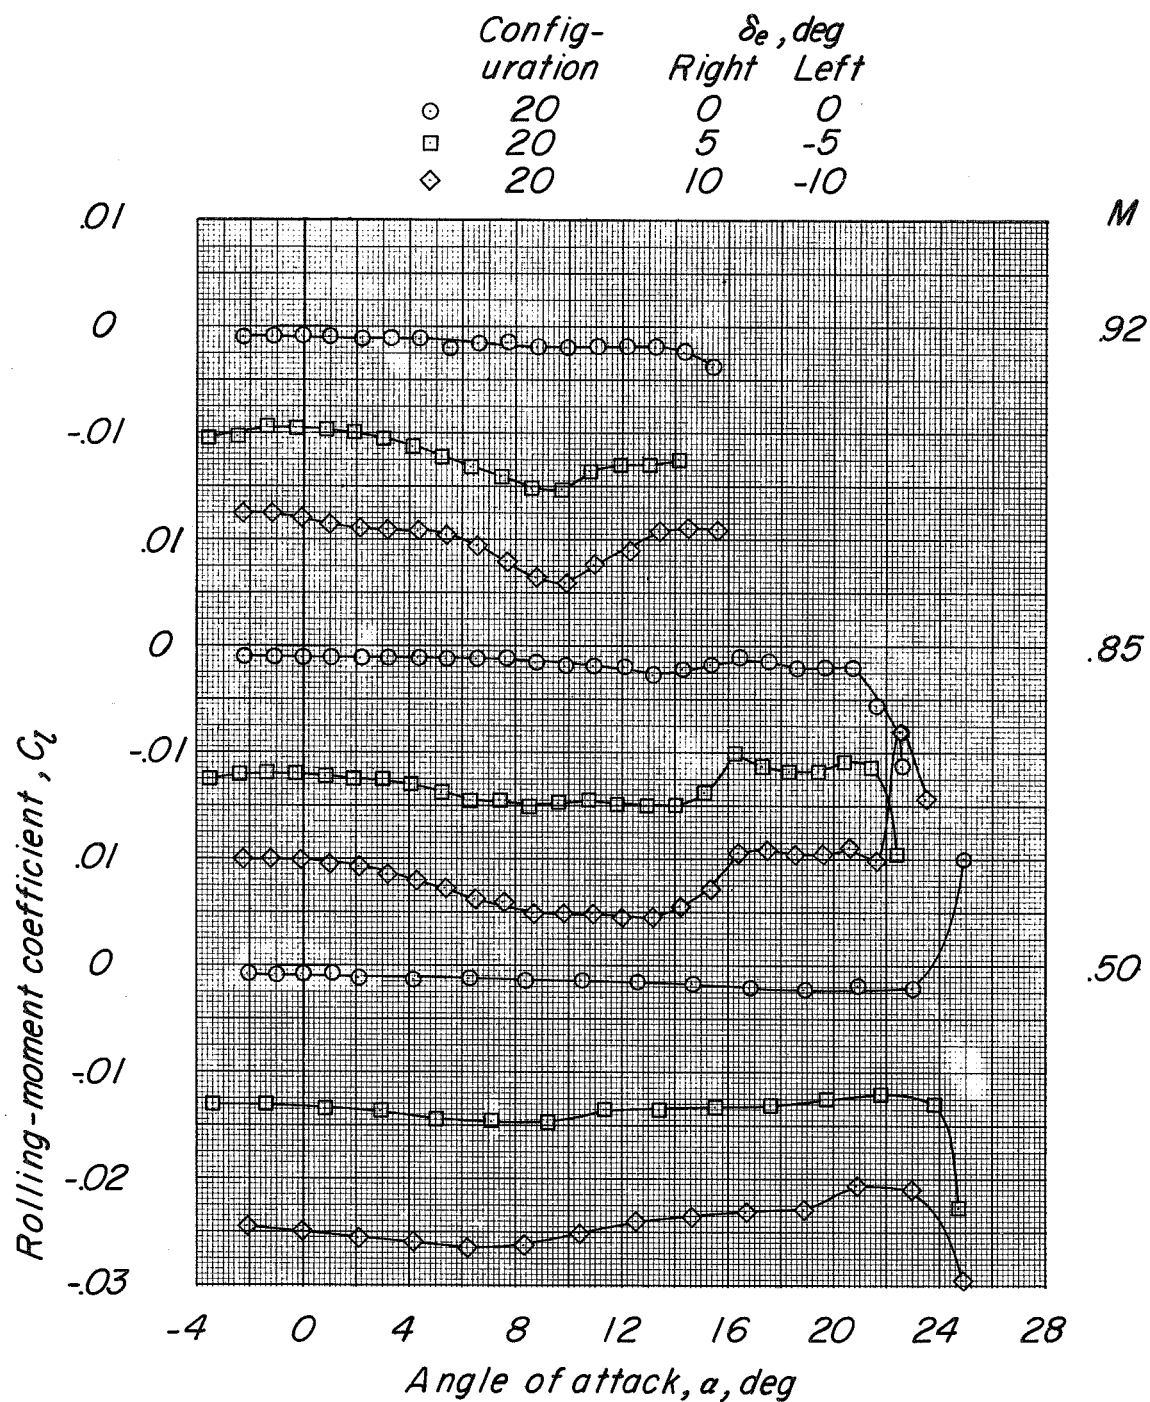 Config-
uration
δe, deg
Right Left
20 0 0
20 5 -5
20 10 -10
M
.01
0
-.01
.92
.01
0
-.01
.85
.01
0
-.01
-.02
-.03
.50
Rolling-moment coefficient, Cl
-4 0 4 8 12 16 20 24 28
Angle of attack, α, deg